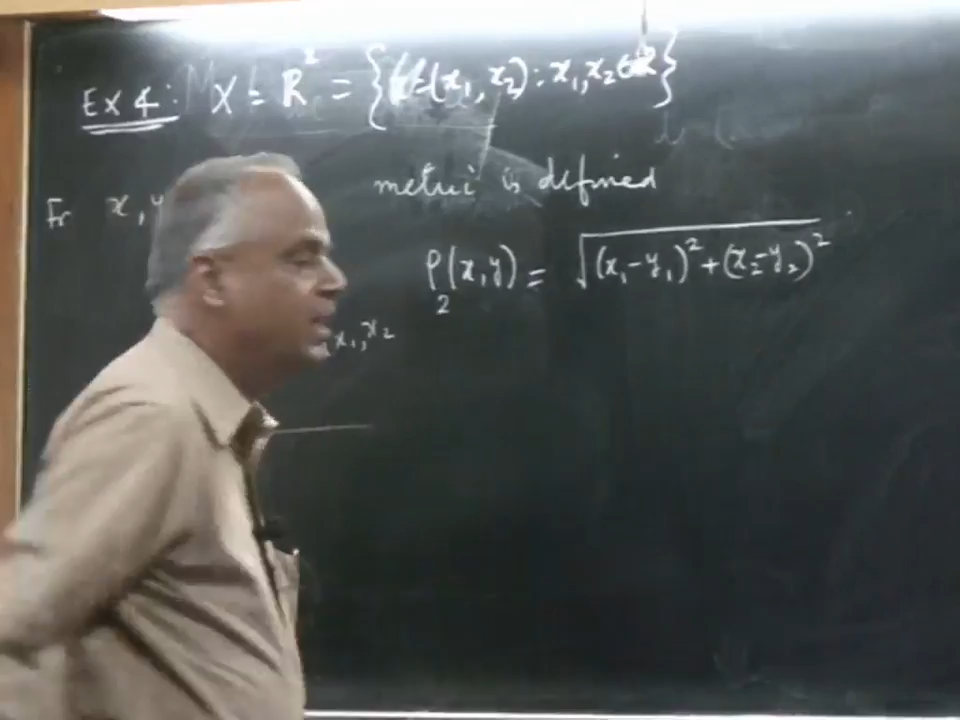 Ex 4: X = R² = {x=(x₁, x₂) : x₁, x₂ ∈ R}
Fr x, y metric is defined
ρ₂(x,y) = √((x₁-y₁)² + (x₂-y₂)²)
x₁, x₂